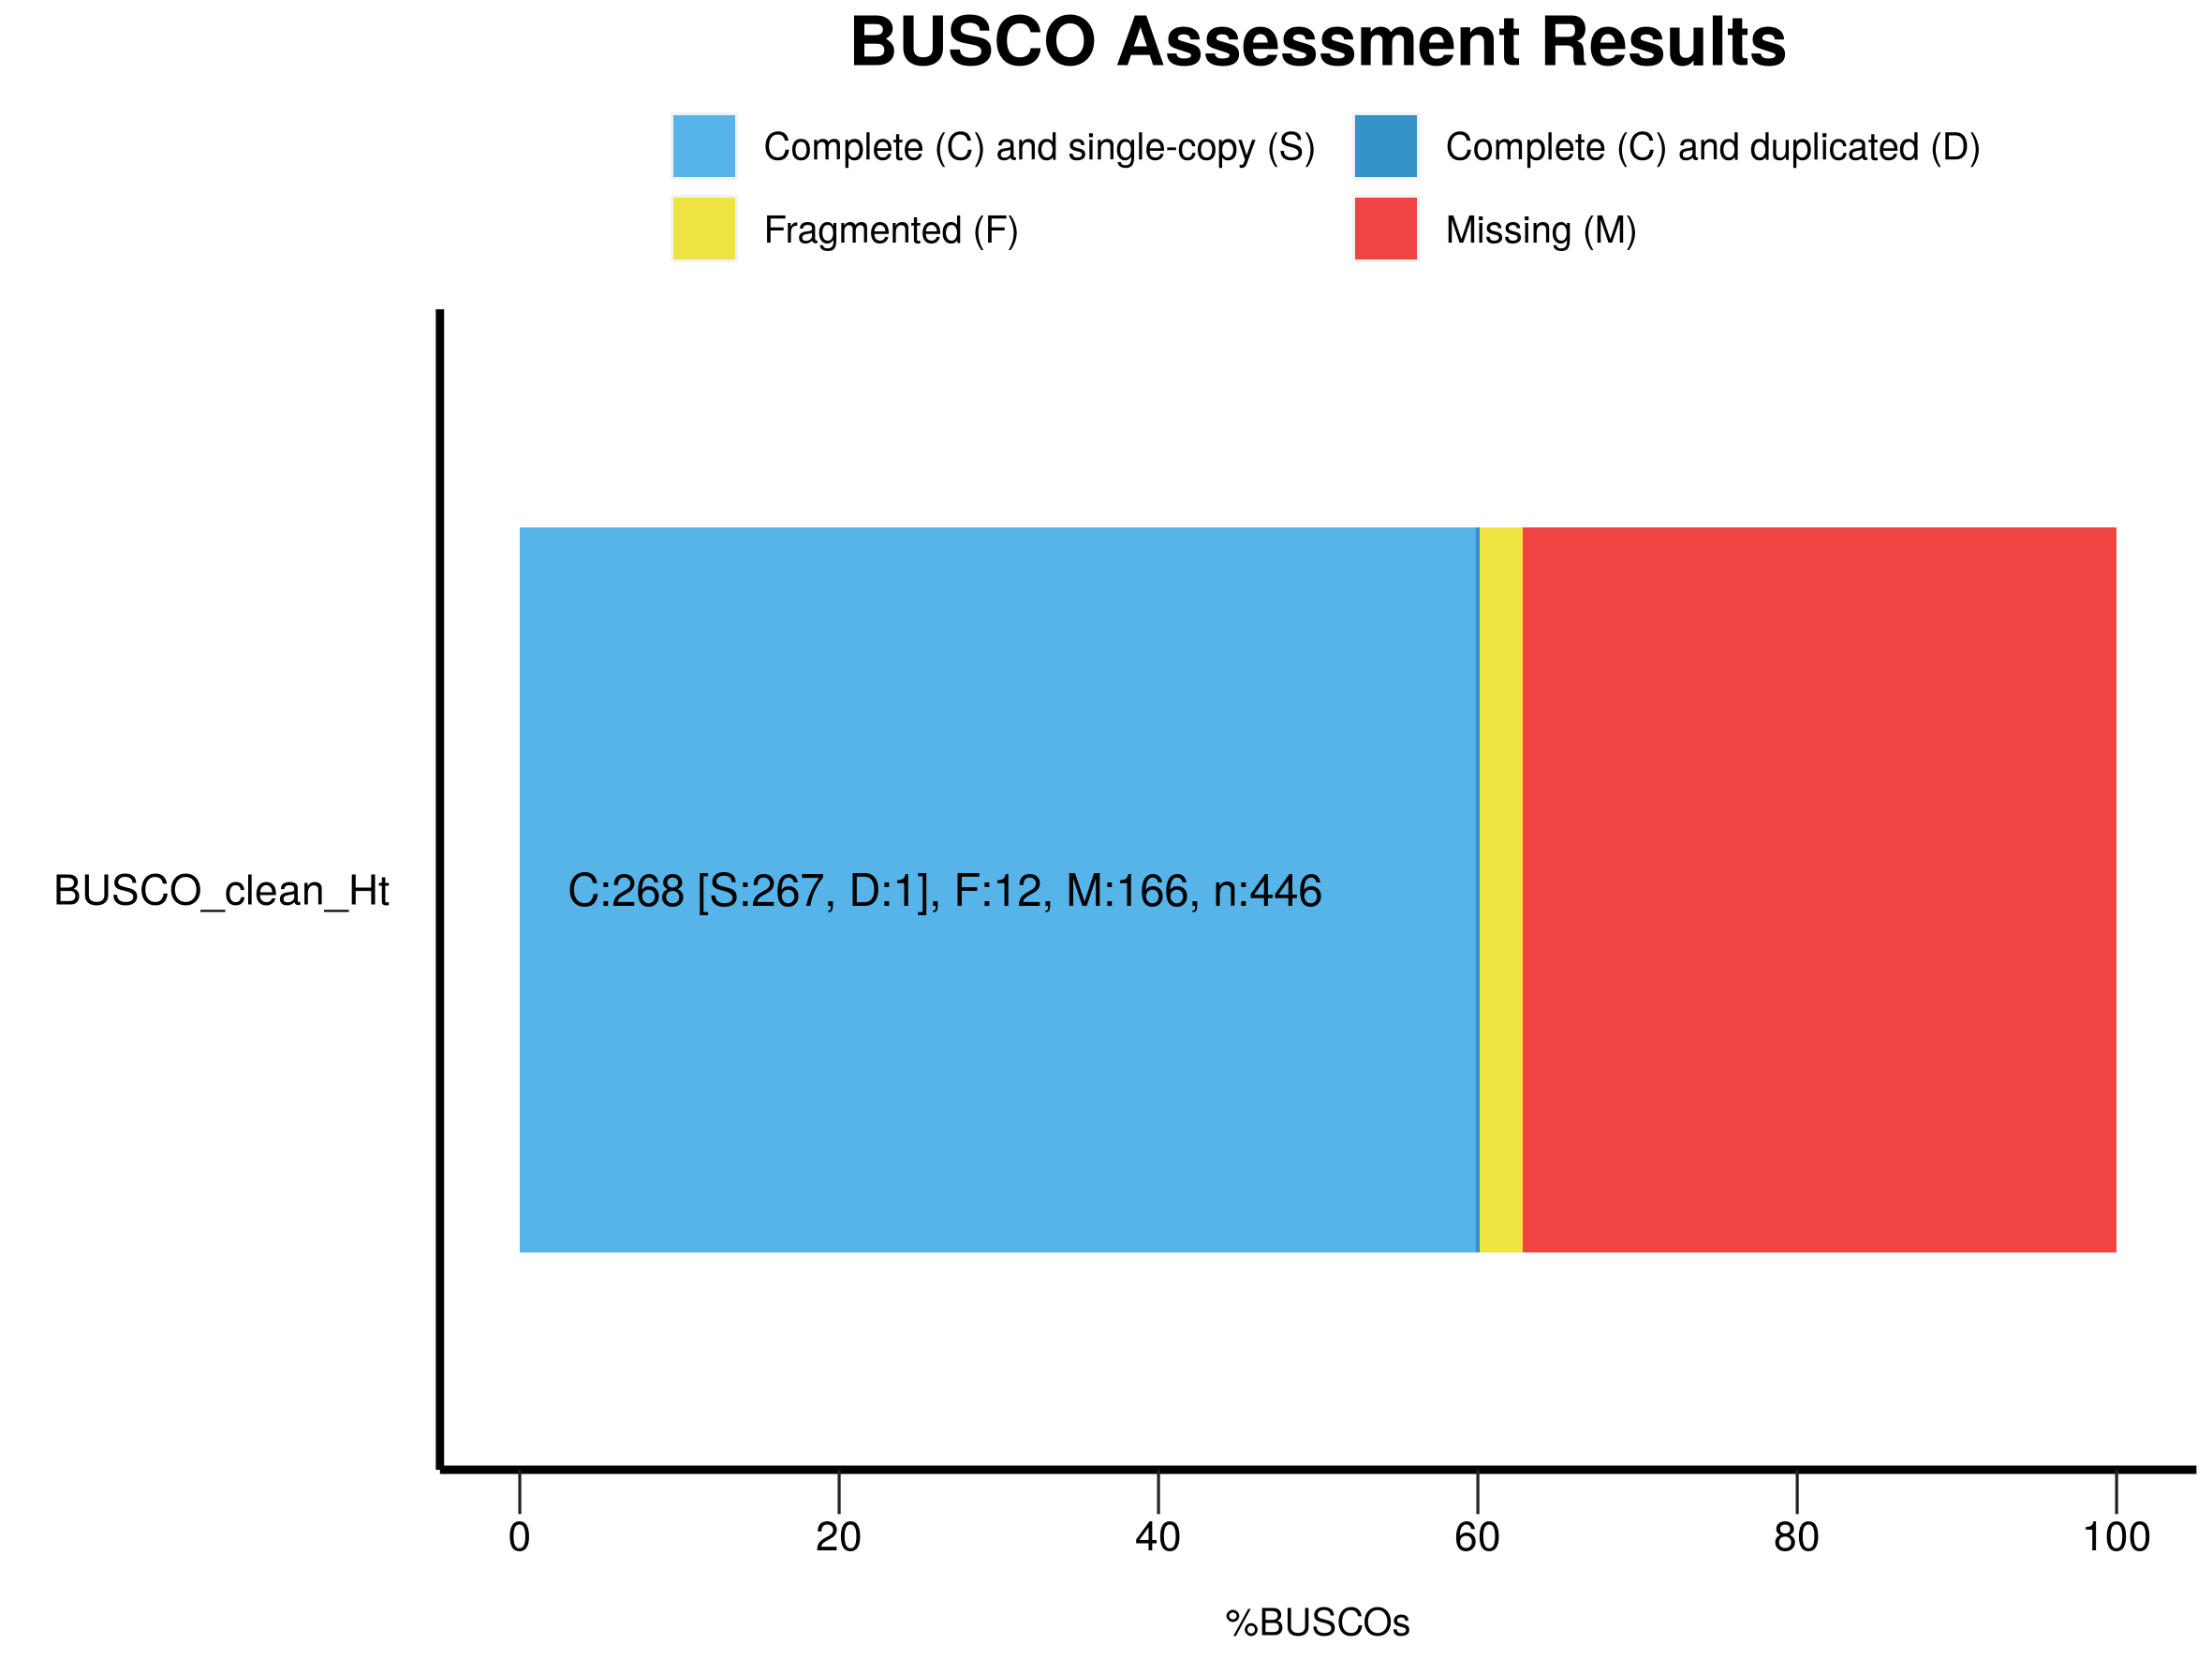 BUSCO Assessment Results
Complete (C) and single-copy (S) Complete (C) and duplicated (D)
Fragmented (F) Missing (M)
BUSCO_clean_Ht C:268 [S:267, D:1], F:12, M:166, n:446
0 20 40 60 80 100
%BUSCOs